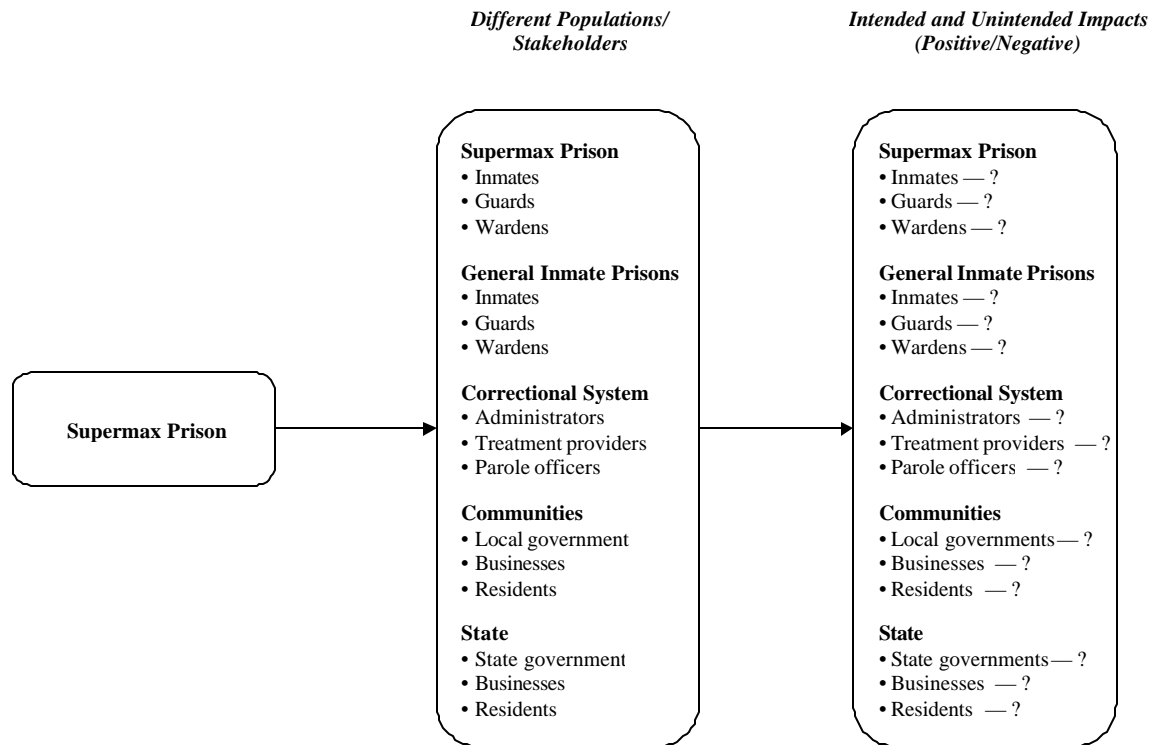 Different Populations/
Stakeholders
Intended and Unintended Impacts
(Positive/Negative)
Supermax Prison
Supermax Prison
• Inmates
• Guards
• Wardens
General Inmate Prisons
• Inmates
• Guards
• Wardens
Correctional System
• Administrators
• Treatment providers
• Parole officers
Communities
• Local government
• Businesses
• Residents
State
• State government
• Businesses
• Residents
Supermax Prison
• Inmates — ?
• Guards — ?
• Wardens — ?
General Inmate Prisons
• Inmates — ?
• Guards — ?
• Wardens — ?
Correctional System
• Administrators — ?
• Treatment providers — ?
• Parole officers — ?
Communities
• Local governments — ?
• Businesses — ?
• Residents — ?
State
• State governments — ?
• Businesses — ?
• Residents — ?